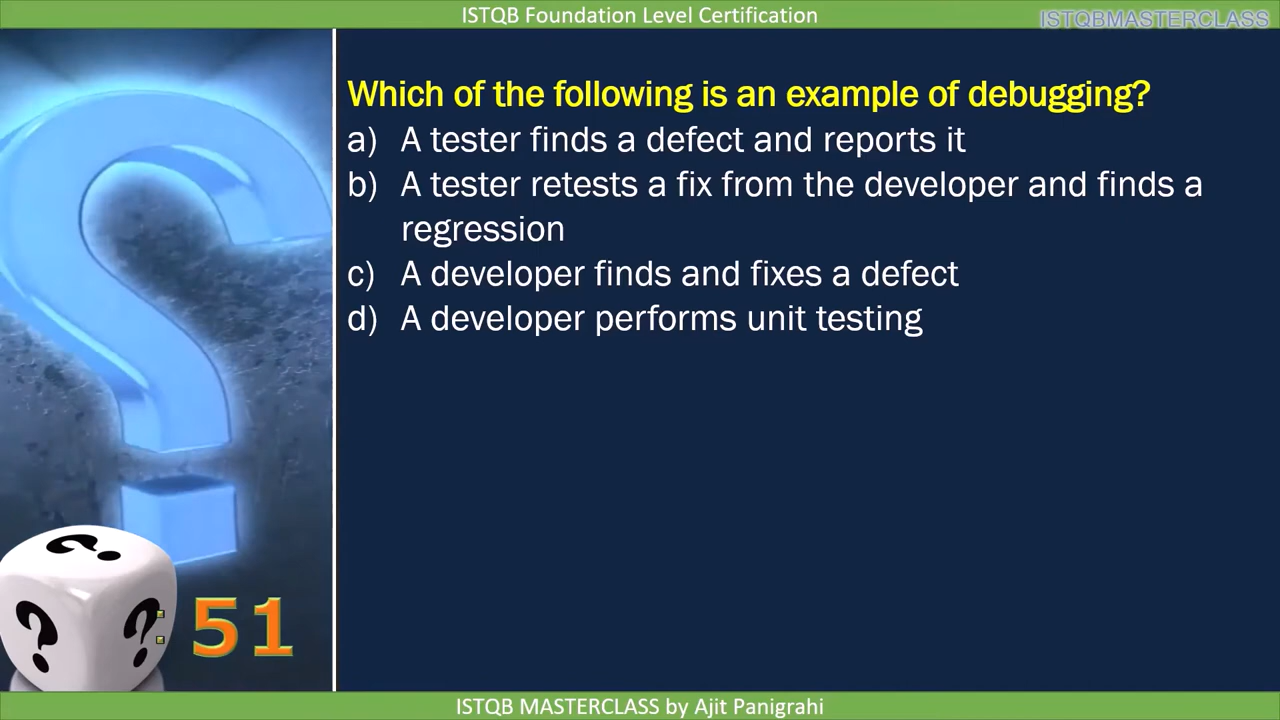 ISTQB Foundation Level Certification
ISTQBMASTERCLASS
Which of the following is an example of debugging?
a) A tester finds a defect and reports it
b) A tester retests a fix from the developer and finds a
regression
c) A developer finds and fixes a defect
d) A developer performs unit testing
51
ISTQB MASTERCLASS by Ajit Panigrahi